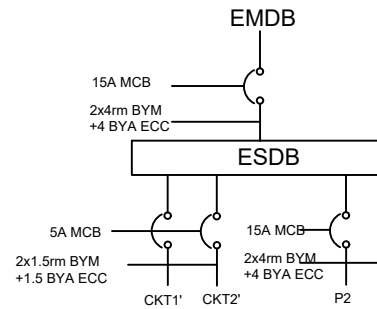 EMDB
15A MCB
2x4rm BYM
+4 BYA ECC
ESDB
5A MCB
15A MCB
2x1.5rm BYM
+1.5 BYA ECC
2x4rm BYM
+4 BYA ECC
CKT1'
CKT2'
P2